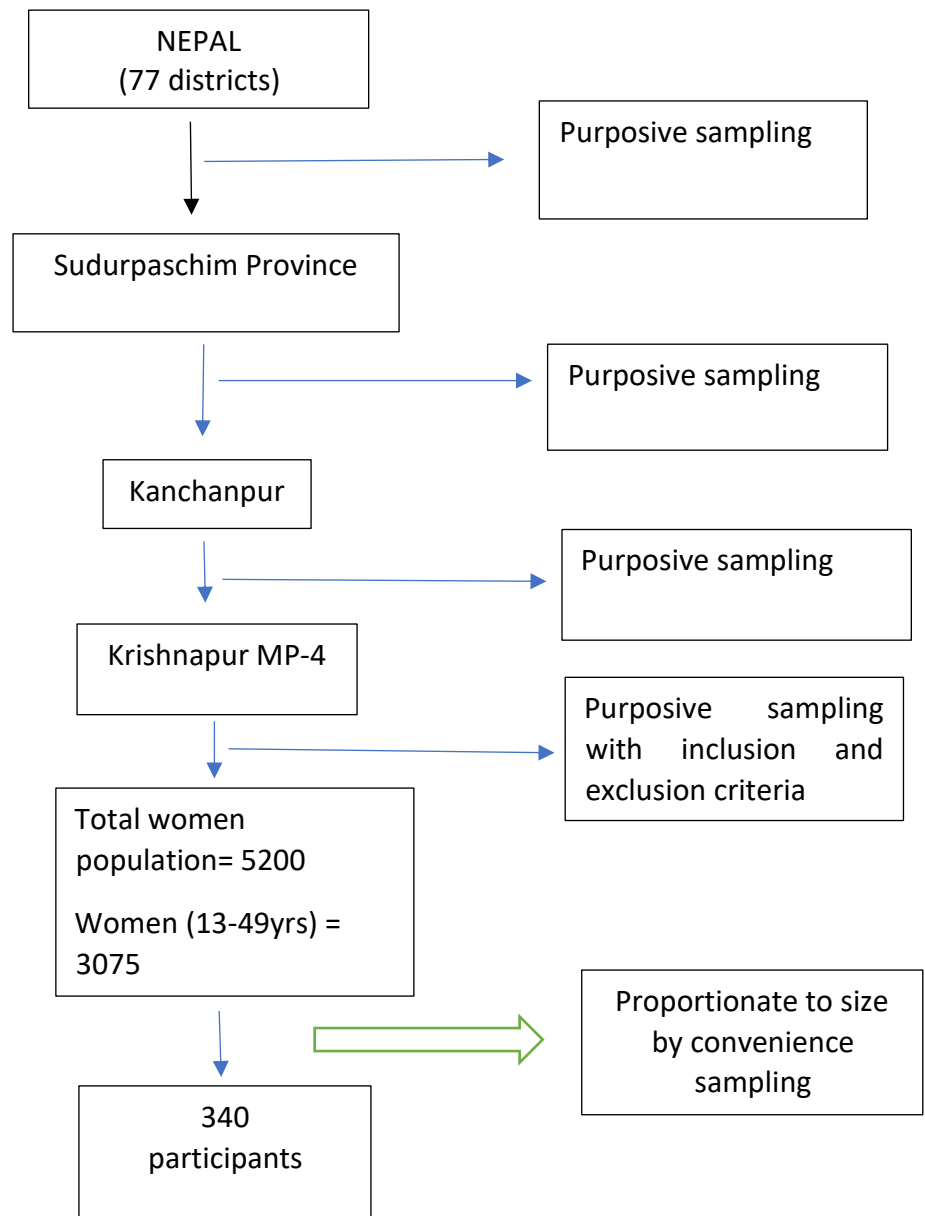 NEPAL
(77 districts)
Purposive sampling
Sudurpaschim Province
Purposive sampling
Kanchanpur
Purposive sampling
Krishnapur MP-4
Purposive sampling
with inclusion and
exclusion criteria
Total women
population= 5200
Women (13-49yrs) =
3075
Proportionate to size
by convenience
sampling
340
participants